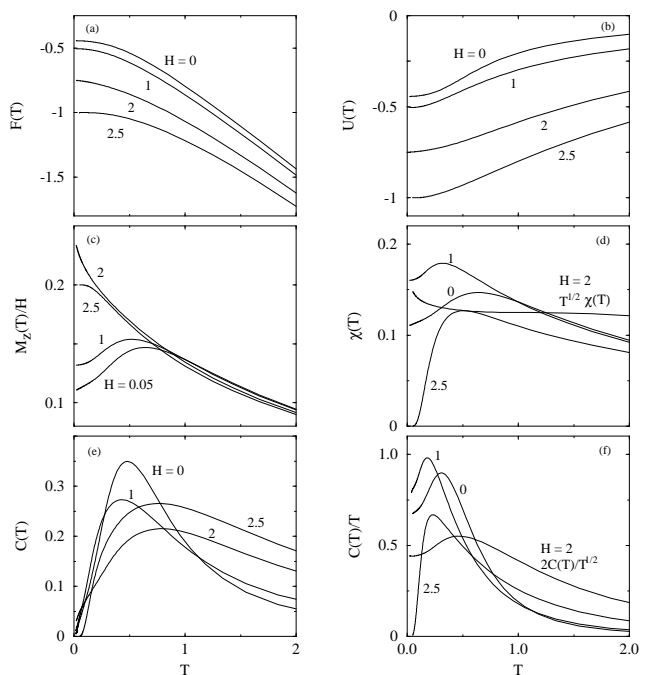 (a)
-0.5
-1
-1.5
F(T)
H = 0
1
2
2.5
(b)
0
-0.5
-1
U(T)
H = 0
1
2
2.5
(c)
0.2
0.1
M_Z(T)/H
2
2.5
1
H = 0.05
(d)
0.2
0.1
0
χ(T)
1
0
H = 2
T^{1/2} χ(T)
2.5
(e)
0.4
0.3
0.2
0.1
0
C(T)
H = 0
1
2.5
2
0 1 2
T
(f)
1.0
0.5
0
C(T)/T
1
0
H = 2
2C(T)/T^{1/2}
2.5
0.0 1.0 2.0
T